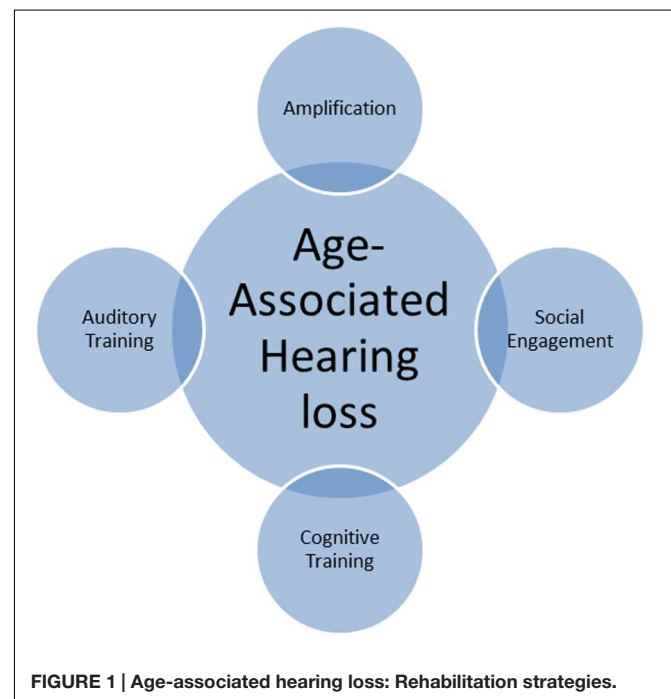 Amplification
Age-
Associated
Hearing
loss
Auditory
Training
Social
Engagement
Cognitive
Training
FIGURE 1 | Age-associated hearing loss: Rehabilitation strategies.